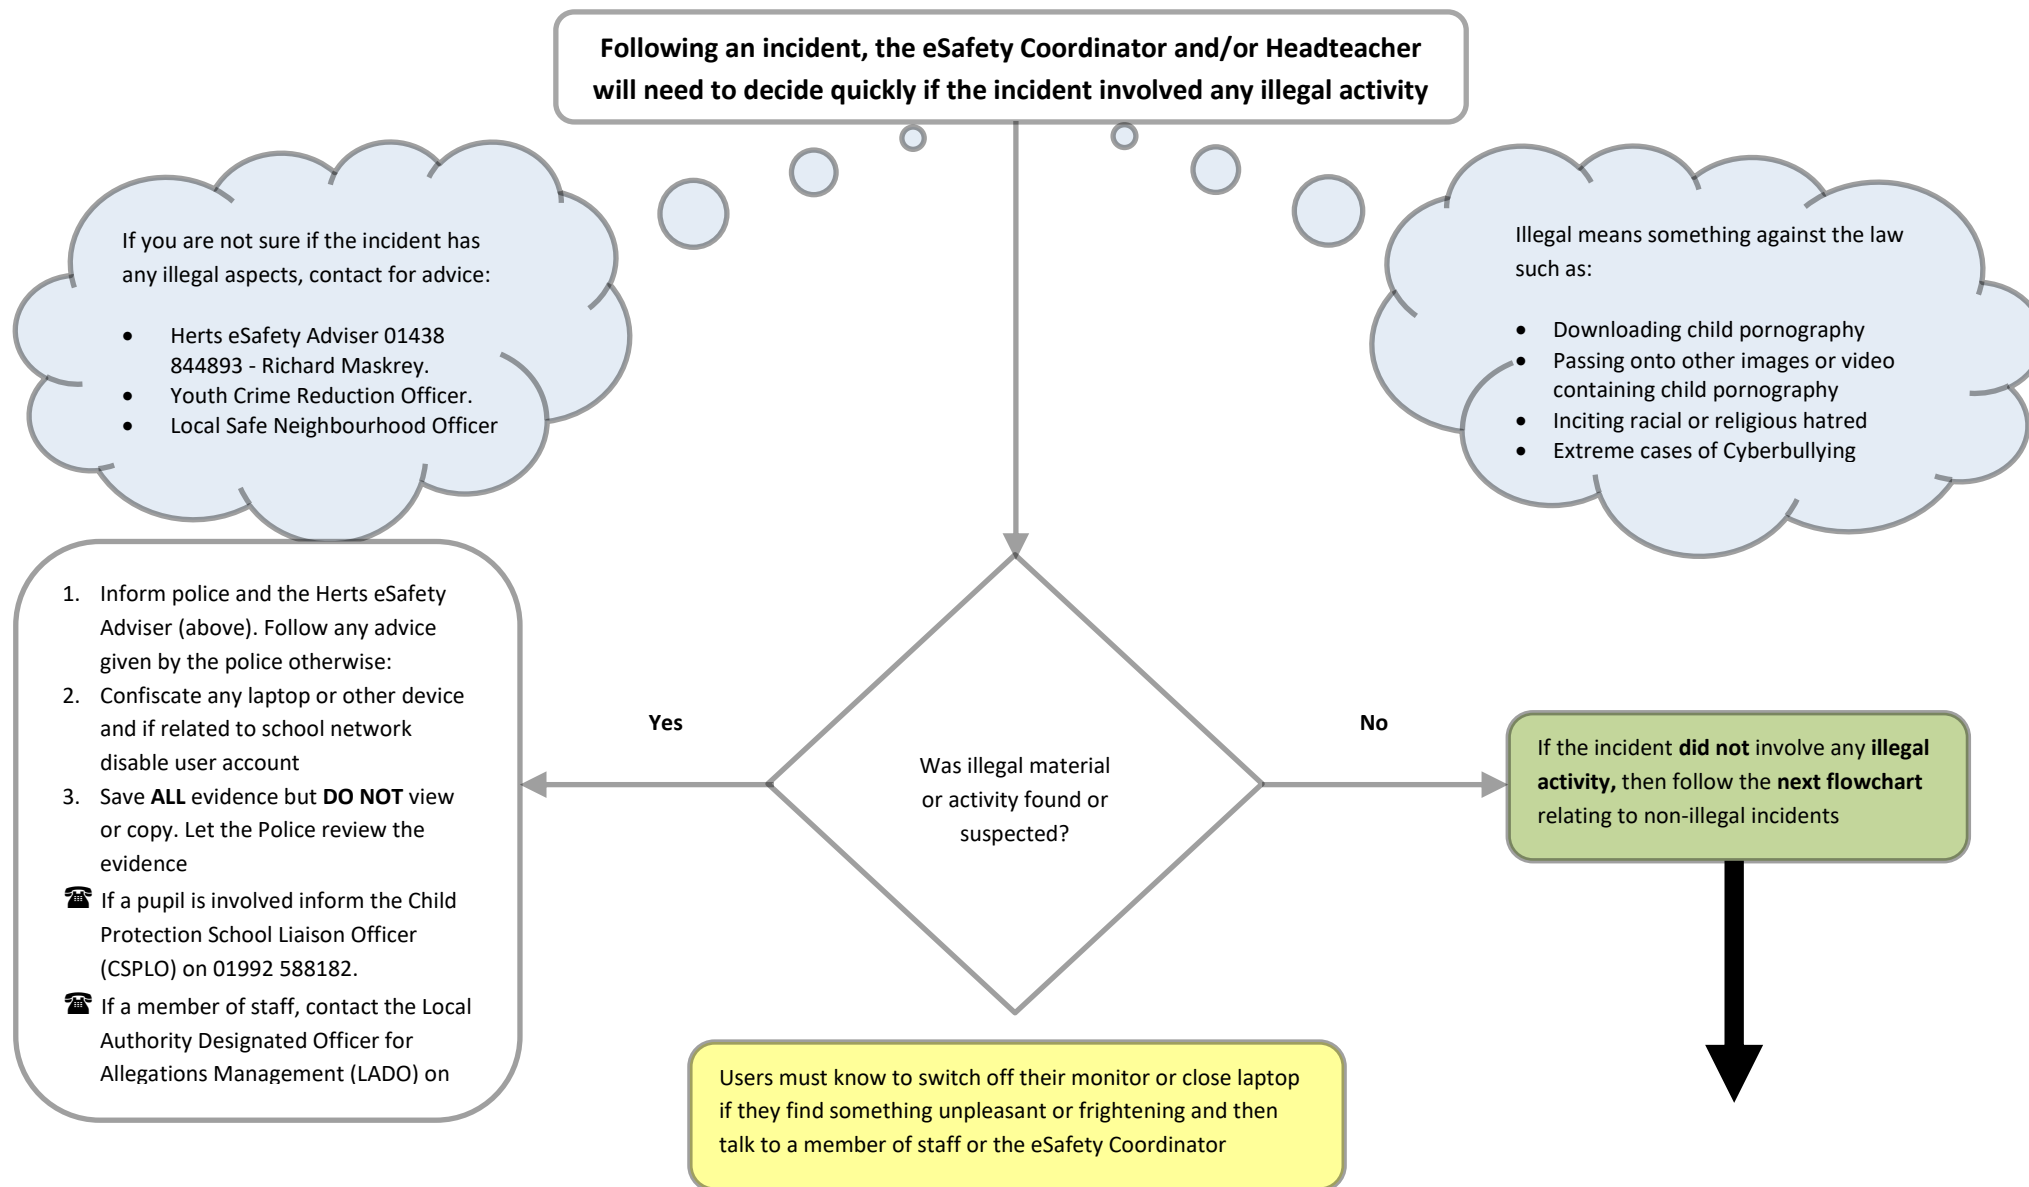 Following an incident, the eSafety Coordinator and/or Headteacher
will need to decide quickly if the incident involved any illegal activity
If you are not sure if the incident has
any illegal aspects, contact for advice:
• Herts eSafety Adviser 01438
844893 - Richard Maskrey.
• Youth Crime Reduction Officer.
• Local Safe Neighbourhood Officer
Illegal means something against the law
such as:
• Downloading child pornography
• Passing onto other images or video
containing child pornography
• Inciting racial or religious hatred
• Extreme cases of Cyberbullying
1. Inform police and the Herts eSafety
Adviser (above). Follow any advice
given by the police otherwise:
2. Confiscate any laptop or other device
and if related to school network
disable user account
3. Save ALL evidence but DO NOT view
or copy. Let the Police review the
evidence
☎ If a pupil is involved inform the Child
Protection School Liaison Officer
(CSPLO) on 01992 588182.
☎ If a member of staff, contact the Local
Authority Designated Officer for
Allegations Management (LADO) on
Yes
Was illegal material
or activity found or
suspected?
No
If the incident did not involve any illegal
activity, then follow the next flowchart
relating to non-illegal incidents
Users must know to switch off their monitor or close laptop
if they find something unpleasant or frightening and then
talk to a member of staff or the eSafety Coordinator